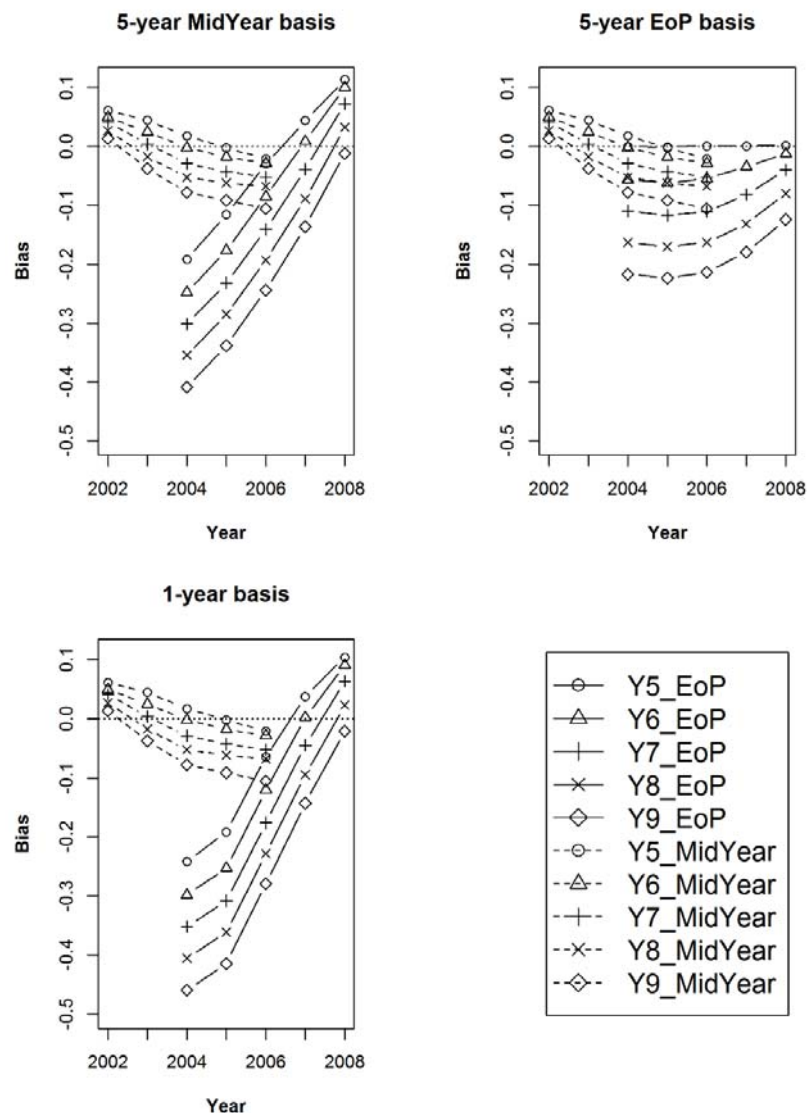 5-year MidYear basis
0.1
0.0
-0.1
-0.2
-0.3
-0.4
-0.5
Bias
2002 2004 2006 2008
Year
5-year EoP basis
0.1
0.0
-0.1
-0.2
-0.3
-0.4
-0.5
Bias
2002 2004 2006 2008
Year
1-year basis
0.1
0.0
-0.1
-0.2
-0.3
-0.4
-0.5
Bias
2002 2004 2006 2008
Year
Y5_EoP
Y6_EoP
Y7_EoP
Y8_EoP
Y9_EoP
Y5_MidYear
Y6_MidYear
Y7_MidYear
Y8_MidYear
Y9_MidYear